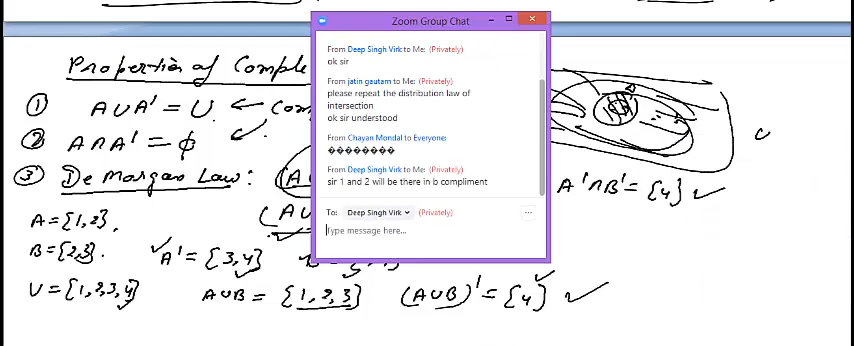 Zoom Group Chat
From Deep Singh Virk to Me: (Privately)
ok sir
From jatin gautam to Me: (Privately)
please repeat the distribution law of
intersection
ok sir understood
From Chayan Mondal to Everyone:
���������
From Deep Singh Virk to Me: (Privately)
sir 1 and 2 will be there in b compliment
To: Deep Singh Virk (Privately)
Type message here...
Properties of Comple
① A∪A' = U ← Com
② A∩A' = ϕ
③ De Morgan Law: (A
(AU
A'∩B' = {4}
A = {1,2},
B = {2,3}.
A' = {3,4}
U = {1,2,3,4}
A∪B = {1,2,3} (A∪B)' = {4}